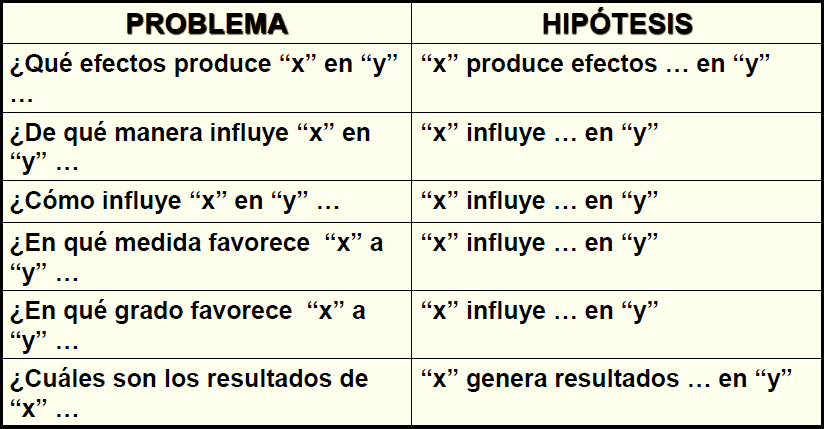 PROBLEMA HIPÓTESIS
¿Qué efectos produce “x” en “y” “x” produce efectos … en “y”
…
¿De qué manera influye “x” en “x” influye … en “y”
“y” …
¿Cómo influye “x” en “y” … “x” influye … en “y”
¿En qué medida favorece “x” a “x” influye … en “y”
“y” …
¿En qué grado favorece “x” a “x” influye … en “y”
“y” …
¿Cuáles son los resultados de “x” genera resultados … en “y”
“x” …